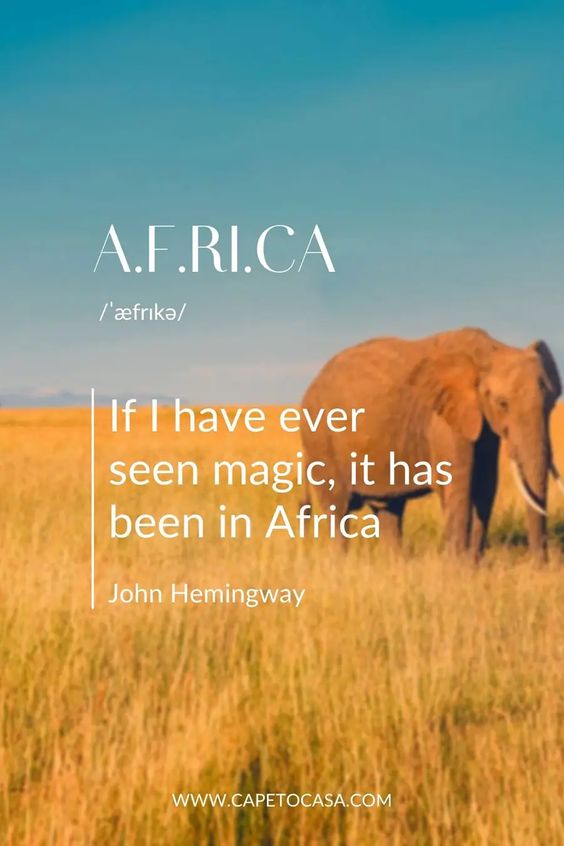 A.F.RI.CA
/ˈæfrɪkə/
If I have ever
seen magic, it has
been in Africa
John Hemingway
WWW.CAPETOCASA.COM